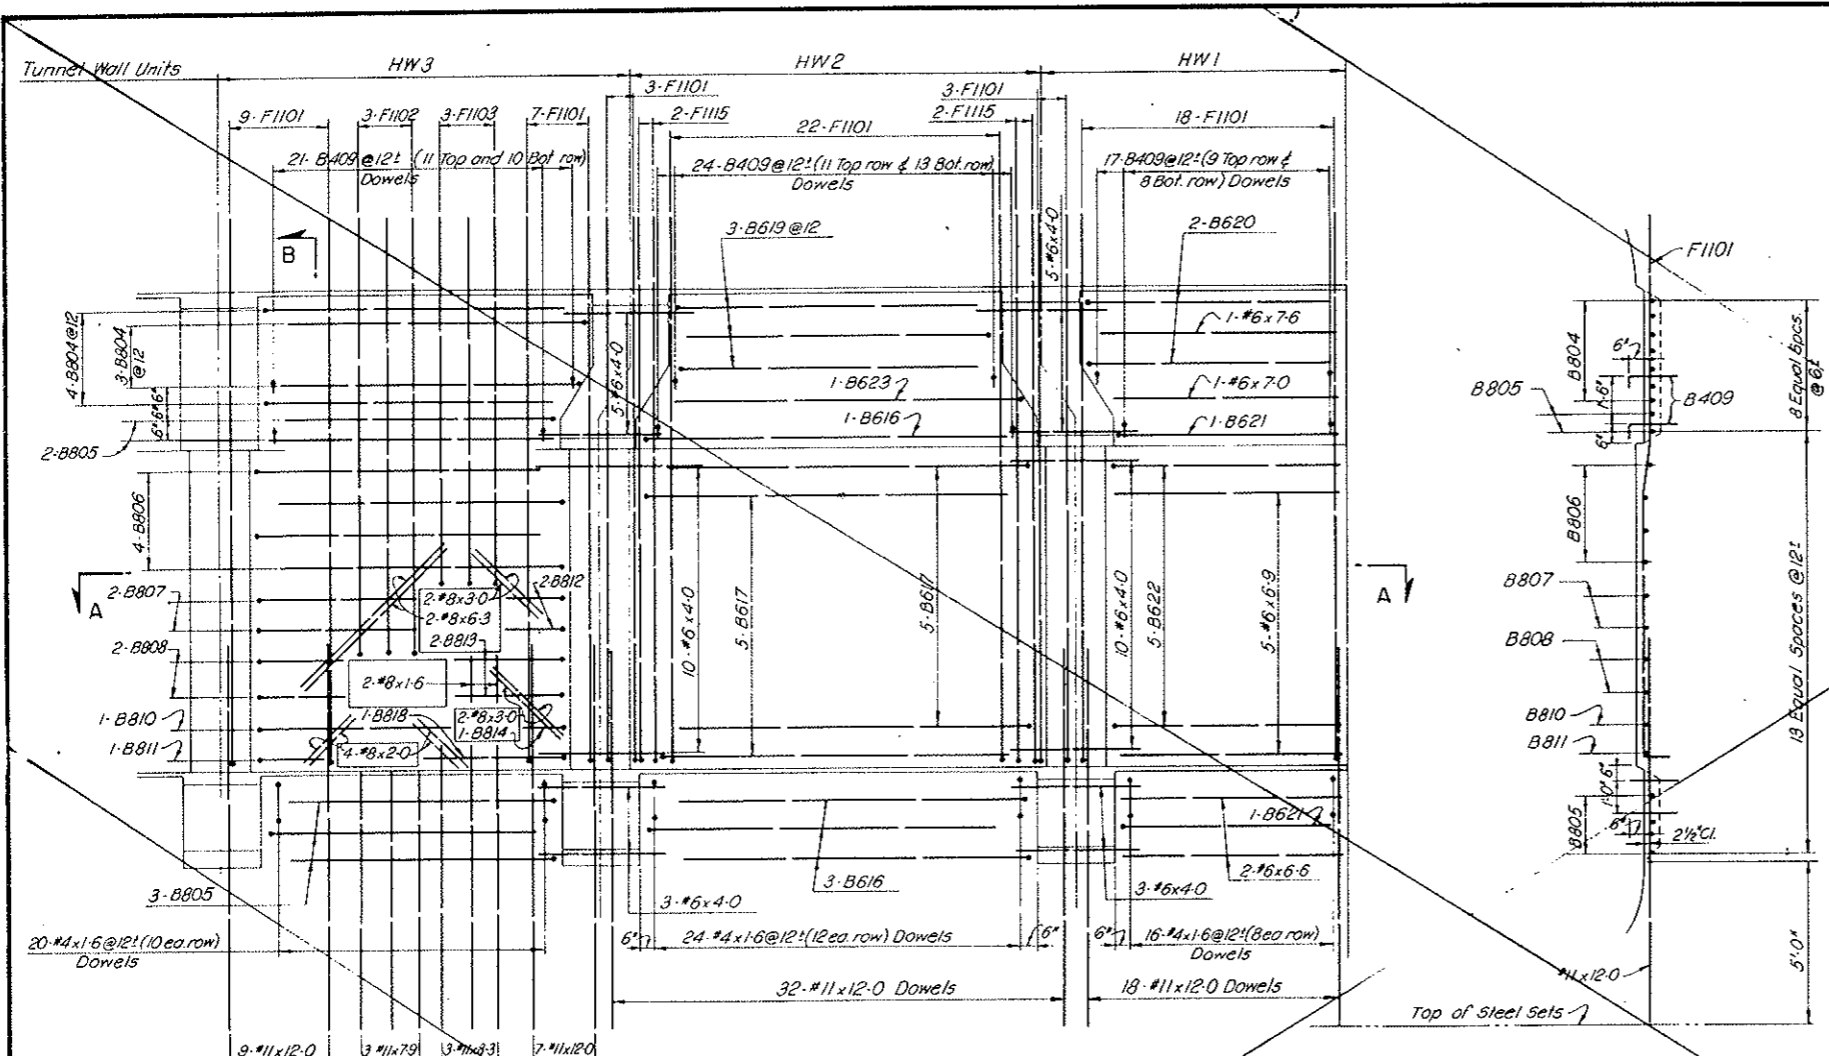 Tunnel Wall Units
HW3
HW2
HW1
3-F1101
3-F1101
9-F1101
3-F1102
3-F1103
7-F1101
2-F1115
22-F1101
2-F1115
18-F1101
21-B409@12± (11 Top and 10 Bot row)
Dowels
24-B409@12±(11 Top row & 13 Bot. row)
Dowels
17-B409@12±(9 Top row &
8 Bot. row) Dowels
B
3-B619@12
5-#6x4-0
2-B620
F1101
4-B804@12
3-B804
@12
6" 6"
2-B805
5-#6x4-0
1-#6x7-6
1-B623
1-#6x7-0
1-B616
1-B621
B804
6"
B805
1'-6"
B409
6"
8 Equal Spcs.
@ 6±
4-B806
B806
A
2-B807
2-B812
2-#8x3-0
2-#8x6-3
2-B813
10-#6x4-0
5-B617
5-B617
10-#6x4-0
5-B622
5-#6x6-9
A
B807
2-B808
B808
2-#8x1-6
1-B810
1-B818
2-#8x3-0
1-B814
1-B811
4-#8x2-0
B810
B811
13 Equal Spaces @12±
1'-0" 6"
B805
6"
2½"Cl.
1-B621
3-B805
3-B616
3-#6x4-0
3-#6x4-0
2-#6x6-6
20-#4x1-6@12±(10 ea. row)
Dowels
6"
24-#4x1-6@12±(12 ea. row) Dowels
6"
6"
16-#4x1-6@12±(8 ea. row)
Dowels
32-#11x12-0 Dowels
18-#11x12-0 Dowels
#11x12-0
5'-0"
Top of Steel Sets
9-#11x12-0
3-#11x7-9
3-#11x8-3
7-#11x12-0